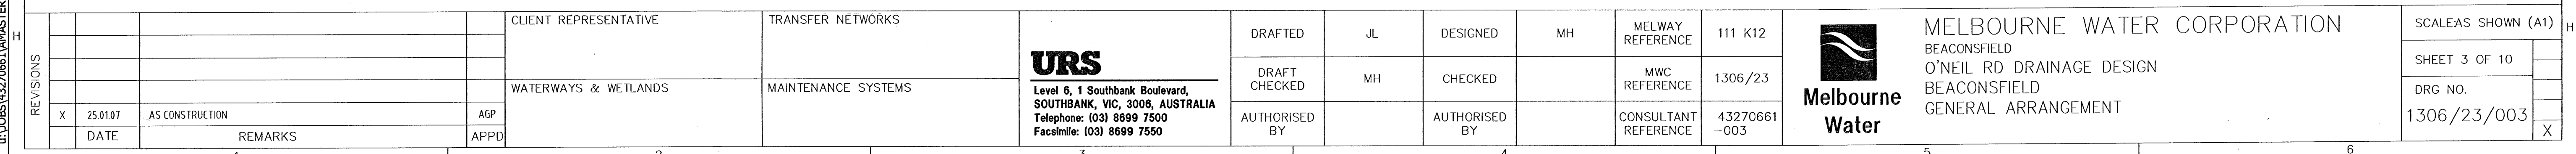 U:\JOBS\43270661\AMASTER
H
REVISIONS
X 25.01.07 AS CONSTRUCTION AGP
DATE REMARKS APPD
CLIENT REPRESENTATIVE
TRANSFER NETWORKS
WATERWAYS & WETLANDS
MAINTENANCE SYSTEMS
URS
Level 6, 1 Southbank Boulevard,
SOUTHBANK, VIC, 3006, AUSTRALIA
Telephone: (03) 8699 7500
Facsimile: (03) 8699 7550
DRAFTED JL DESIGNED MH
MELWAY
REFERENCE
111 K12
DRAFT
CHECKED
MH CHECKED
MWC
REFERENCE
1306/23
AUTHORISED
BY
AUTHORISED
BY
CONSULTANT
REFERENCE
43270661
-003
Melbourne
Water
MELBOURNE WATER CORPORATION
BEACONSFIELD
O'NEIL RD DRAINAGE DESIGN
BEACONSFIELD
GENERAL ARRANGEMENT
SCALEAS SHOWN (A1)
SHEET 3 OF 10
DRG NO.
1306/23/003
X
H
5
6